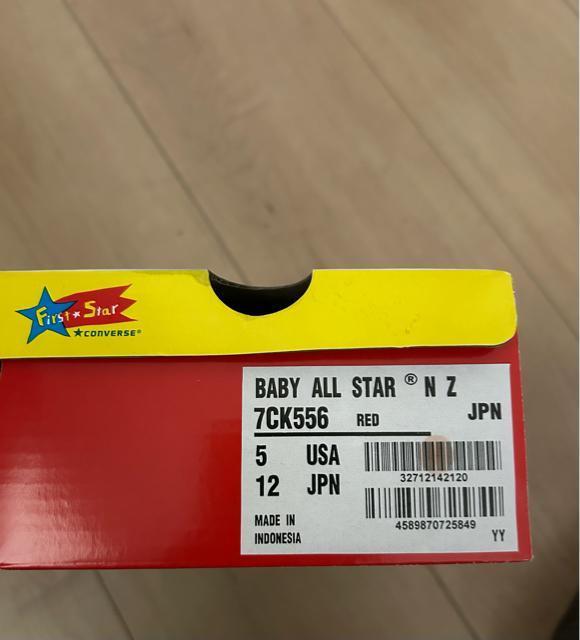 First★Star
★CONVERSE®
BABY ALL STAR ® N Z
7CK556 RED JPN
5 USA
12 JPN
32712142120
4589870725849
MADE IN
INDONESIA
YY